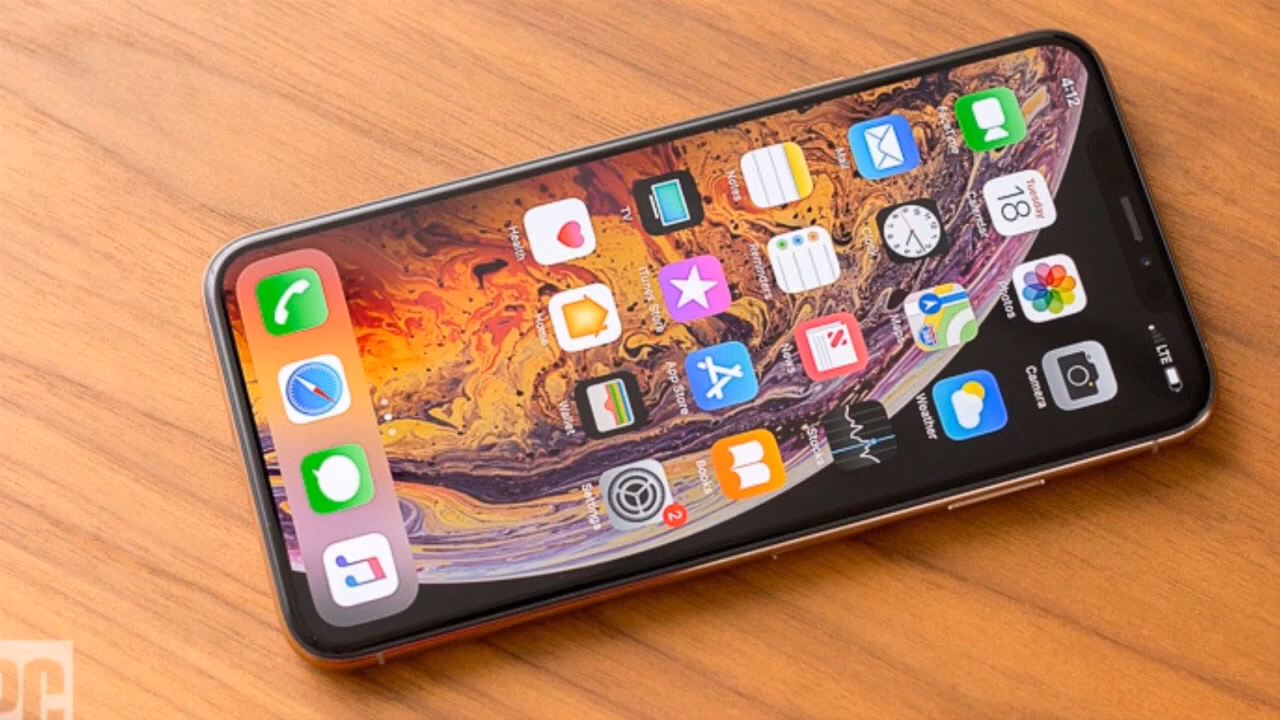 4:12
LTE
FaceTime
Tuesday
18
Calendar
Photos
Camera
Mail
Clock
Maps
Weather
Notes
Reminders
News
Stocks
TV
iTunes Store
App Store
Books
Health
Home
Wallet
Settings
2
PC